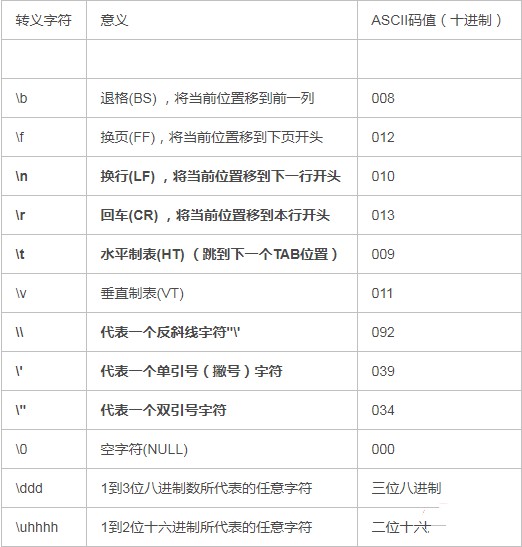 转义字符 意义 ASCII码值（十进制）
\b 退格(BS) ，将当前位置移到前一列 008
\f 换页(FF)，将当前位置移到下页开头 012
\n 换行(LF) ，将当前位置移到下一行开头 010
\r 回车(CR) ，将当前位置移到本行开头 013
\t 水平制表(HT) （跳到下一个TAB位置） 009
\v 垂直制表(VT) 011
\\ 代表一个反斜线字符''\' 092
\' 代表一个单引号（撇号）字符 039
\" 代表一个双引号字符 034
\0 空字符(NULL) 000
\ddd 1到3位八进制数所代表的任意字符 三位八进制
\uhhhh 1到2位十六进制所代表的任意字符 二位十六